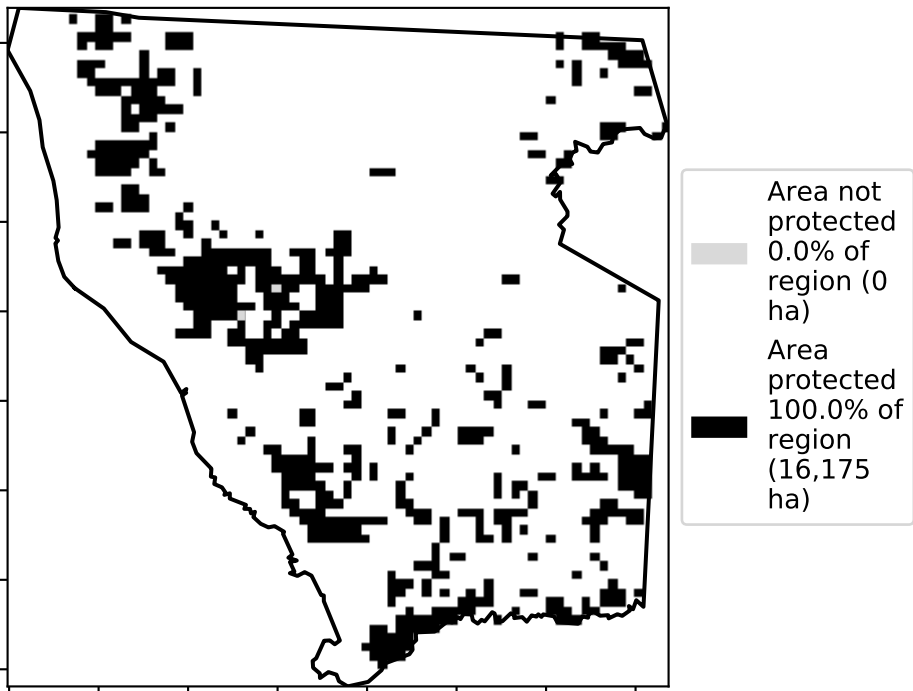 Area not
protected
0.0% of
region (0
ha)
Area
protected
100.0% of
region
(16,175
ha)